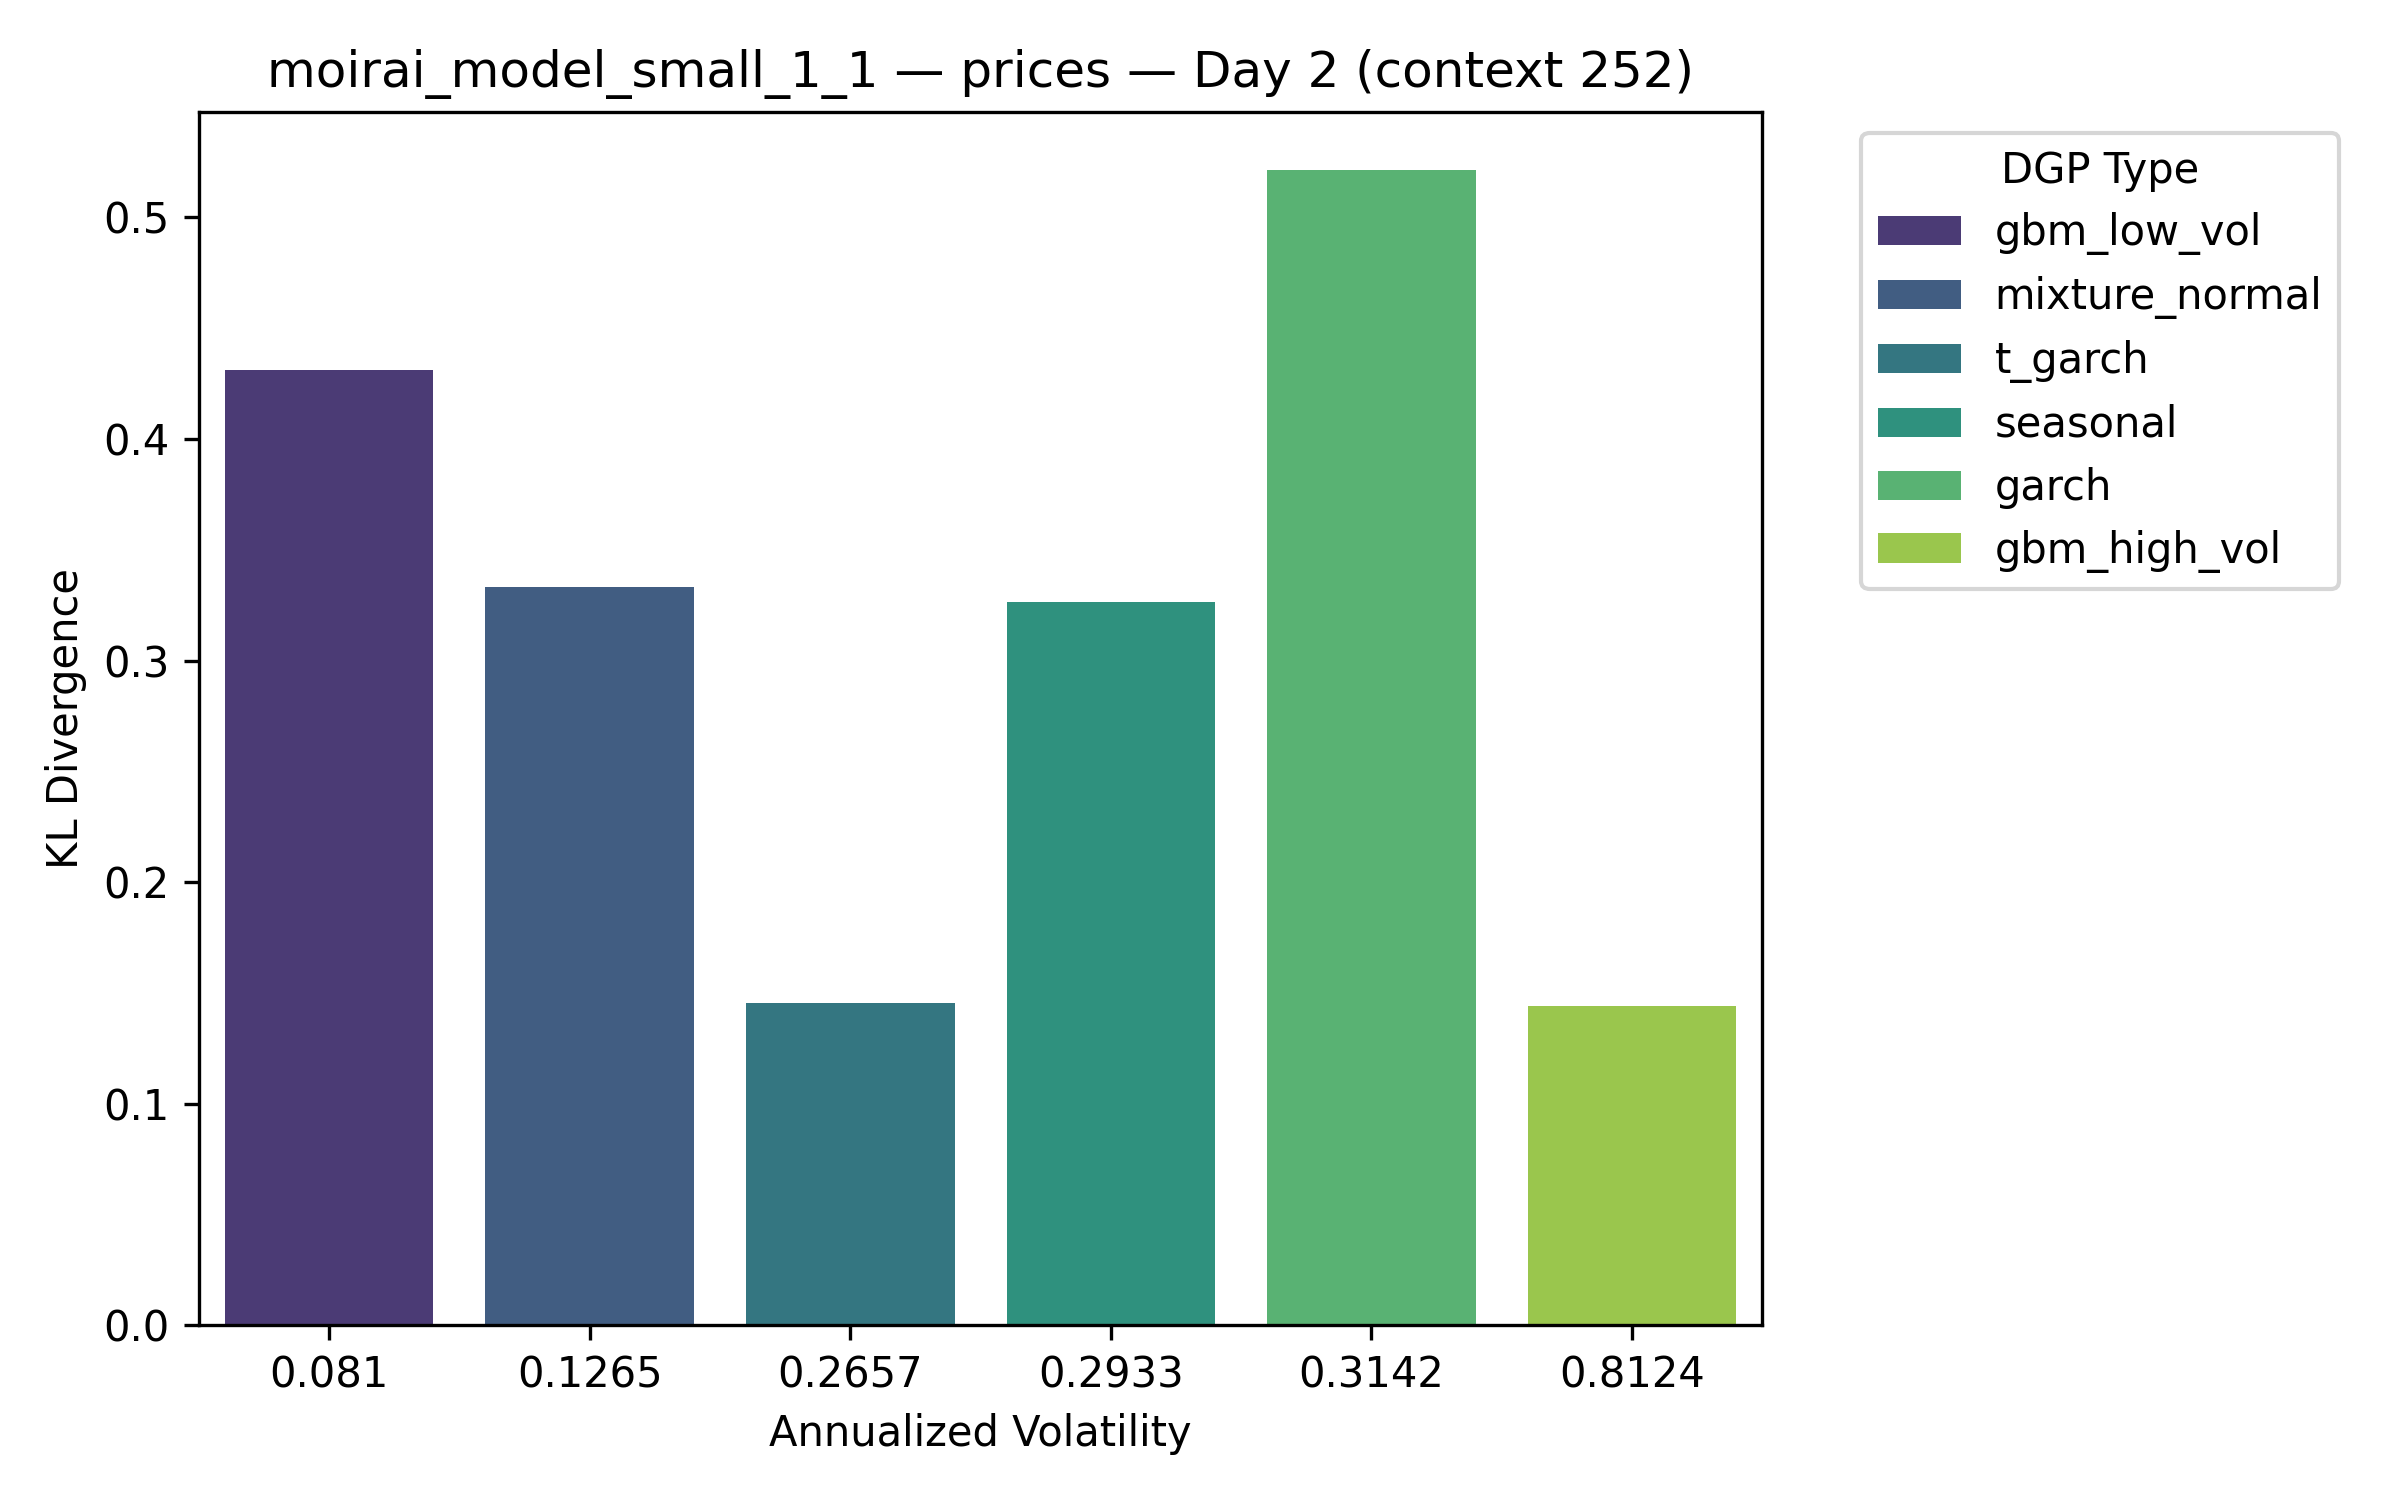 moirai_model_small_1_1 — prices — Day 2 (context 252)
KL Divergence
0.5
0.4
0.3
0.2
0.1
0.0
0.081 0.1265 0.2657 0.2933 0.3142 0.8124
Annualized Volatility
DGP Type
gbm_low_vol
mixture_normal
t_garch
seasonal
garch
gbm_high_vol